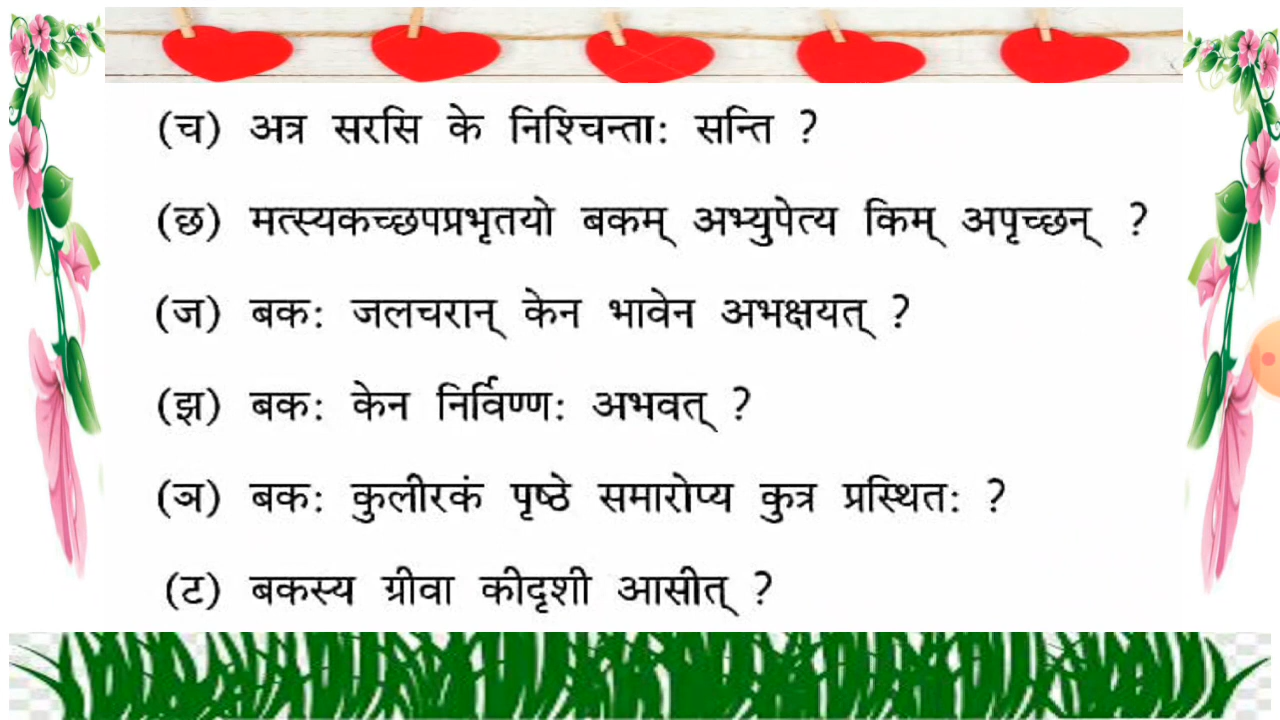 (च) अत्र सरसि के निश्चिन्ताः सन्ति ?
(छ) मत्स्यकच्छपप्रभृतयो बकम् अभ्युपेत्य किम् अपृच्छन् ?
(ज) बकः जलचरान् केन भावेन अभक्षयत् ?
(झ) बकः केन निर्विण्णः अभवत् ?
(ञ) बकः कुलीरकं पृष्ठे समारोप्य कुत्र प्रस्थितः ?
(ट) बकस्य ग्रीवा कीदृशी आसीत् ?